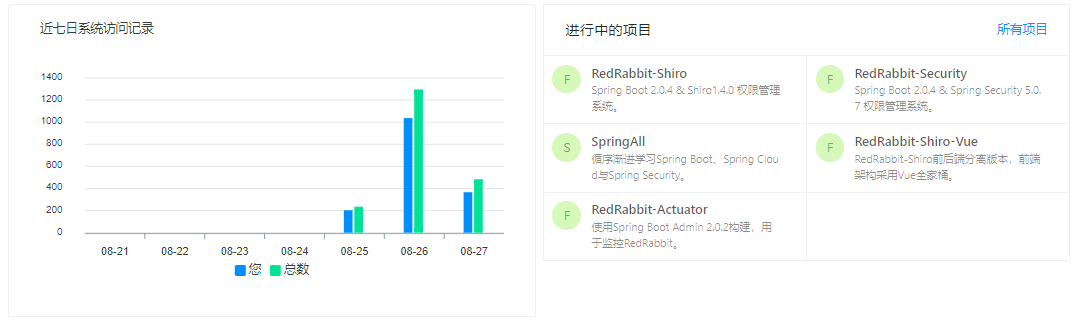 近七日系统访问记录
1400
1200
1000
800
600
400
200
0
08-21 08-22 08-23 08-24 08-25 08-26 08-27
您 总数
进行中的项目 所有项目
F
RedRabbit-Shiro
Spring Boot 2.0.4 & Shiro1.4.0 权限管理
系统。
F
RedRabbit-Security
Spring Boot 2.0.4 & Spring Security 5.0.
7 权限管理系统。
S
SpringAll
循序渐进学习Spring Boot、Spring Clou
d与Spring Security。
F
RedRabbit-Shiro-Vue
RedRabbit-Shiro前后端分离版本，前端
架构采用Vue全家桶。
F
RedRabbit-Actuator
使用Spring Boot Admin 2.0.2构建，用
于监控RedRabbit。